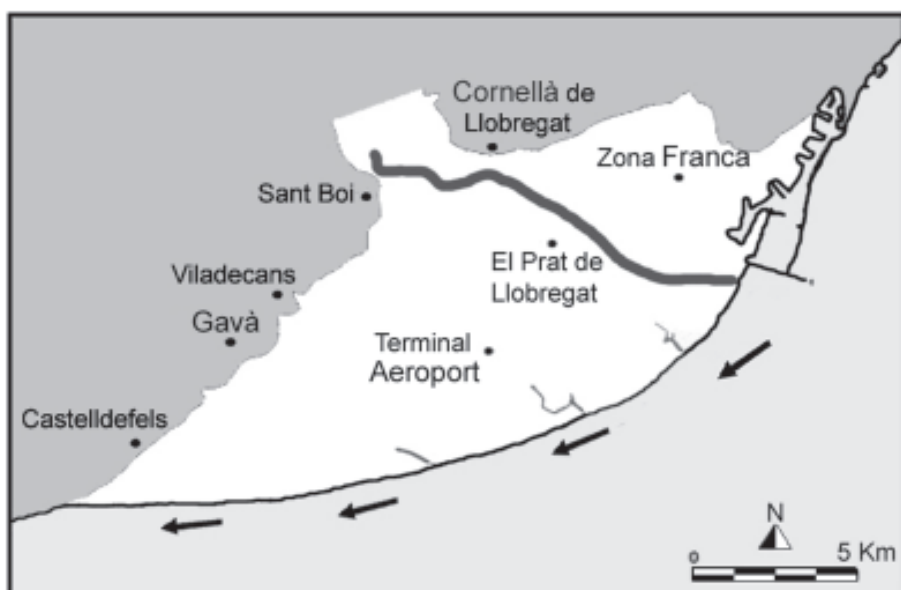 Cornellà de
Llobregat
Zona Franca
Sant Boi
El Prat de
Llobregat
Viladecans
Gavà
Terminal
Aeroport
Castelldefels
N
0
5 Km